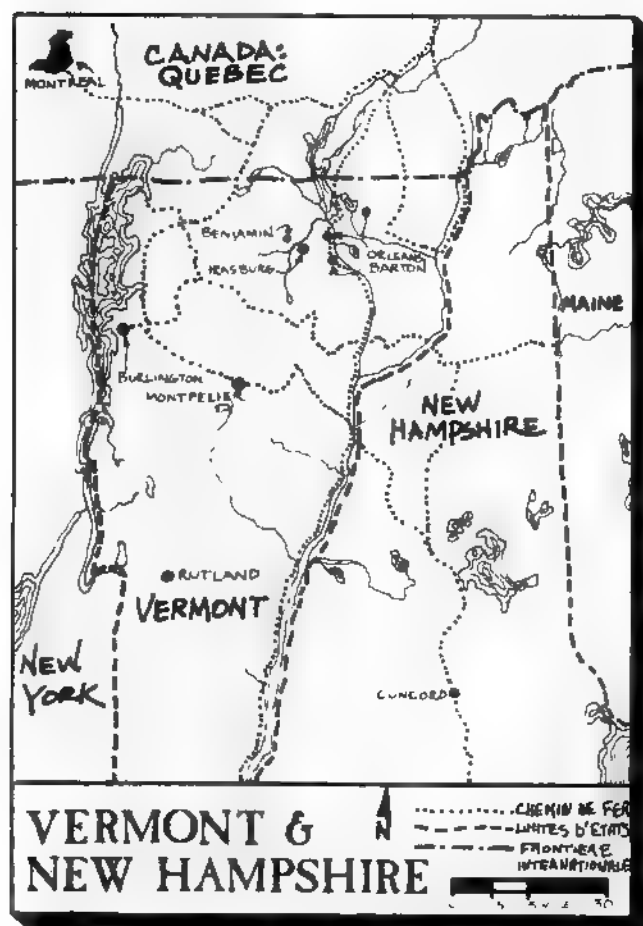 CANADA:
QUEBEC
MONTREAL
BENJAMIN
IRASBURG
ORLEANS
BARTON
MAINE
BURLINGTON
MONTPELIER
NEW
HAMPSHIRE
RUTLAND
VERMONT
NEW
YORK
CONCORD
VERMONT &
NEW HAMPSHIRE
N
CHEMIN DE FER
LIMITES D'ETATS
FRONTIERE
INTERNATIONALE
30